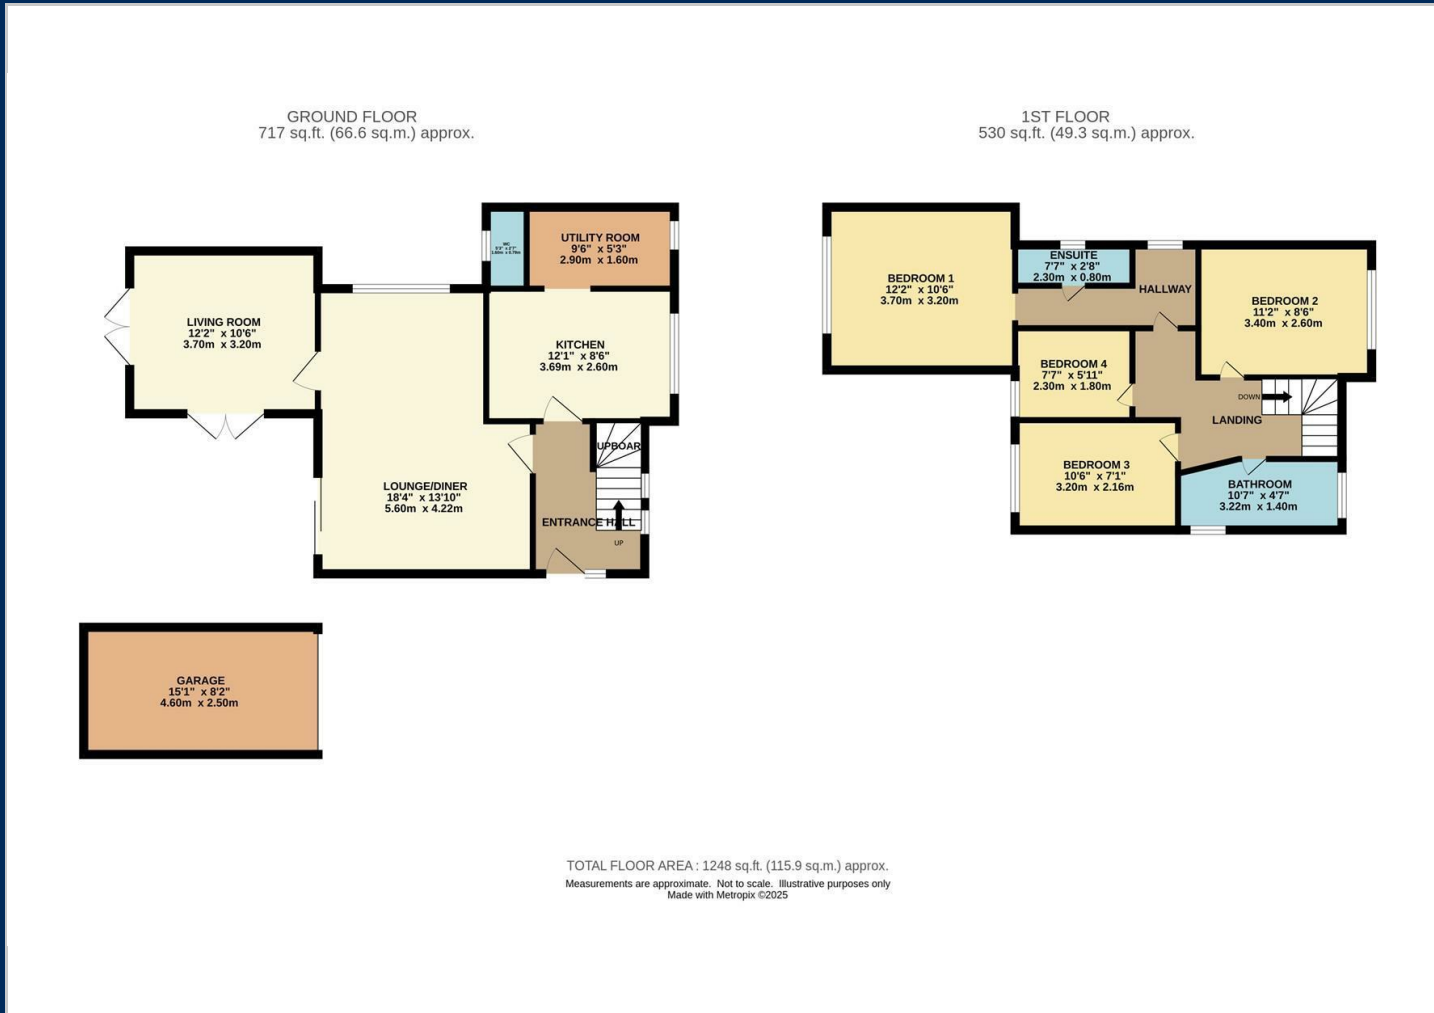 GROUND FLOOR
717 sq.ft. (66.6 sq.m.) approx.
1ST FLOOR
530 sq.ft. (49.3 sq.m.) approx.
WC
UTILITY ROOM
9'6" x 5'3"
2.90m x 1.60m
LIVING ROOM
12'2" x 10'6"
3.70m x 3.20m
KITCHEN
12'1" x 8'6"
3.69m x 2.60m
UPBOAR
LOUNGE/DINER
18'4" x 13'10"
5.60m x 4.22m
ENTRANCE HALL
UP
GARAGE
15'1" x 8'2"
4.60m x 2.50m
BEDROOM 1
12'2" x 10'6"
3.70m x 3.20m
ENSUITE
7'7" x 2'8"
2.30m x 0.80m
HALLWAY
BEDROOM 2
11'2" x 8'6"
3.40m x 2.60m
BEDROOM 4
7'7" x 5'11"
2.30m x 1.80m
DOWN
LANDING
BEDROOM 3
10'6" x 7'1"
3.20m x 2.16m
BATHROOM
10'7" x 4'7"
3.22m x 1.40m
TOTAL FLOOR AREA : 1248 sq.ft. (115.9 sq.m.) approx.
Measurements are approximate. Not to scale. Illustrative purposes only
Made with Metropix ©2025